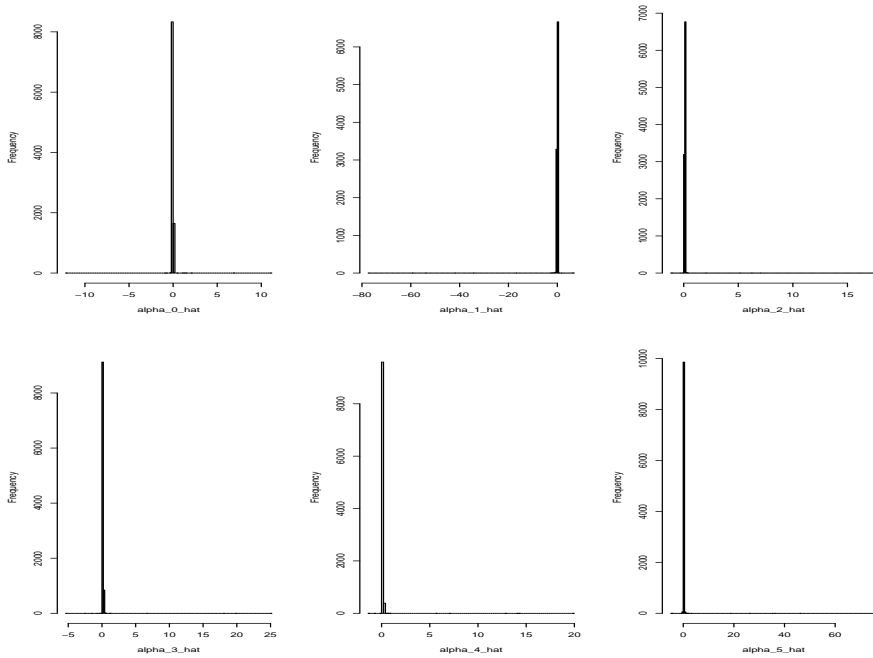 Frequency
0 2000 4000 6000 8000
−10 −5 0 5 10
alpha_0_hat
Frequency
0 1000 2000 3000 4000 5000 6000
−80 −60 −40 −20 0
alpha_1_hat
Frequency
0 1000 2000 3000 4000 5000 6000 7000
0 5 10 15
alpha_2_hat
Frequency
0 2000 4000 6000 8000
−5 0 5 10 15 20 25
alpha_3_hat
Frequency
0 2000 4000 6000 8000
0 5 10 15 20
alpha_4_hat
Frequency
0 2000 4000 6000 8000 10000
0 20 40 60
alpha_5_hat